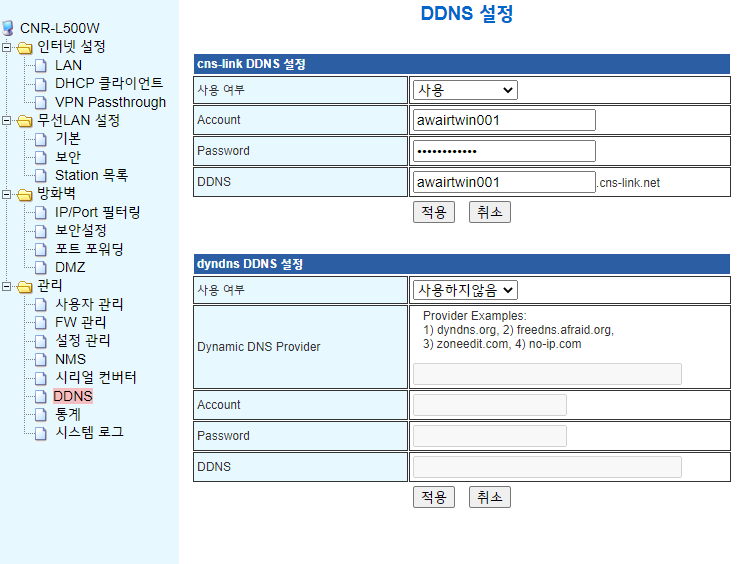 CNR-L500W
인터넷 설정
LAN
DHCP 클라이언트
VPN Passthrough
무선LAN 설정
기본
보안
Station 목록
방화벽
IP/Port 필터링
보안설정
포트 포워딩
DMZ
관리
사용자 관리
FW 관리
설정 관리
NMS
시리얼 컨버터
DDNS
통계
시스템 로그
DDNS 설정
cns-link DDNS 설정
사용 여부 사용
Account awairtwin001
Password ••••••••••••
DDNS awairtwin001 .cns-link.net
적용 취소
dyndns DDNS 설정
사용 여부 사용하지않음
Dynamic DNS Provider
Provider Examples:
1) dyndns.org, 2) freedns.afraid.org,
3) zoneedit.com, 4) no-ip.com
Account
Password
DDNS
적용 취소